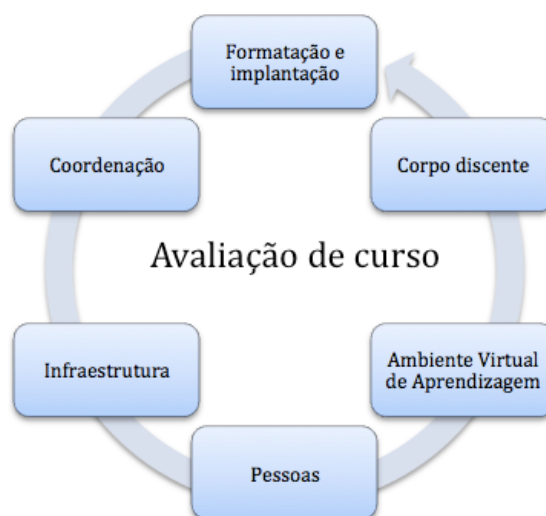 Formatação e
implantação
Coordenação
Corpo discente
Avaliação de curso
Infraestrutura
Ambiente Virtual
de Aprendizagem
Pessoas